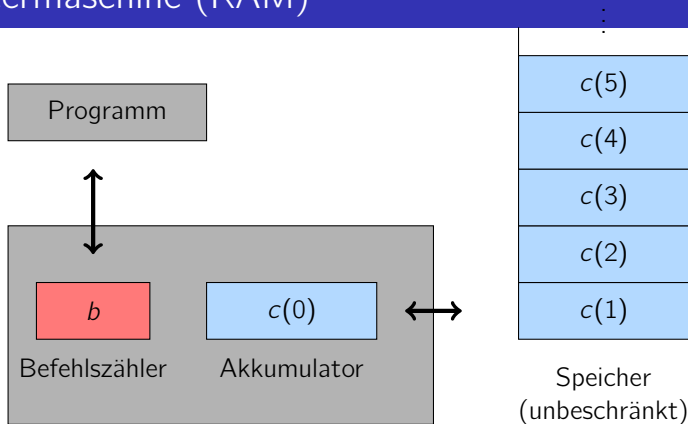 ermaschine (RAM)
⋮
c(5)
Programm
c(4)
c(3)
c(2)
b
c(0)
c(1)
Befehlszähler
Akkumulator
Speicher
(unbeschränkt)